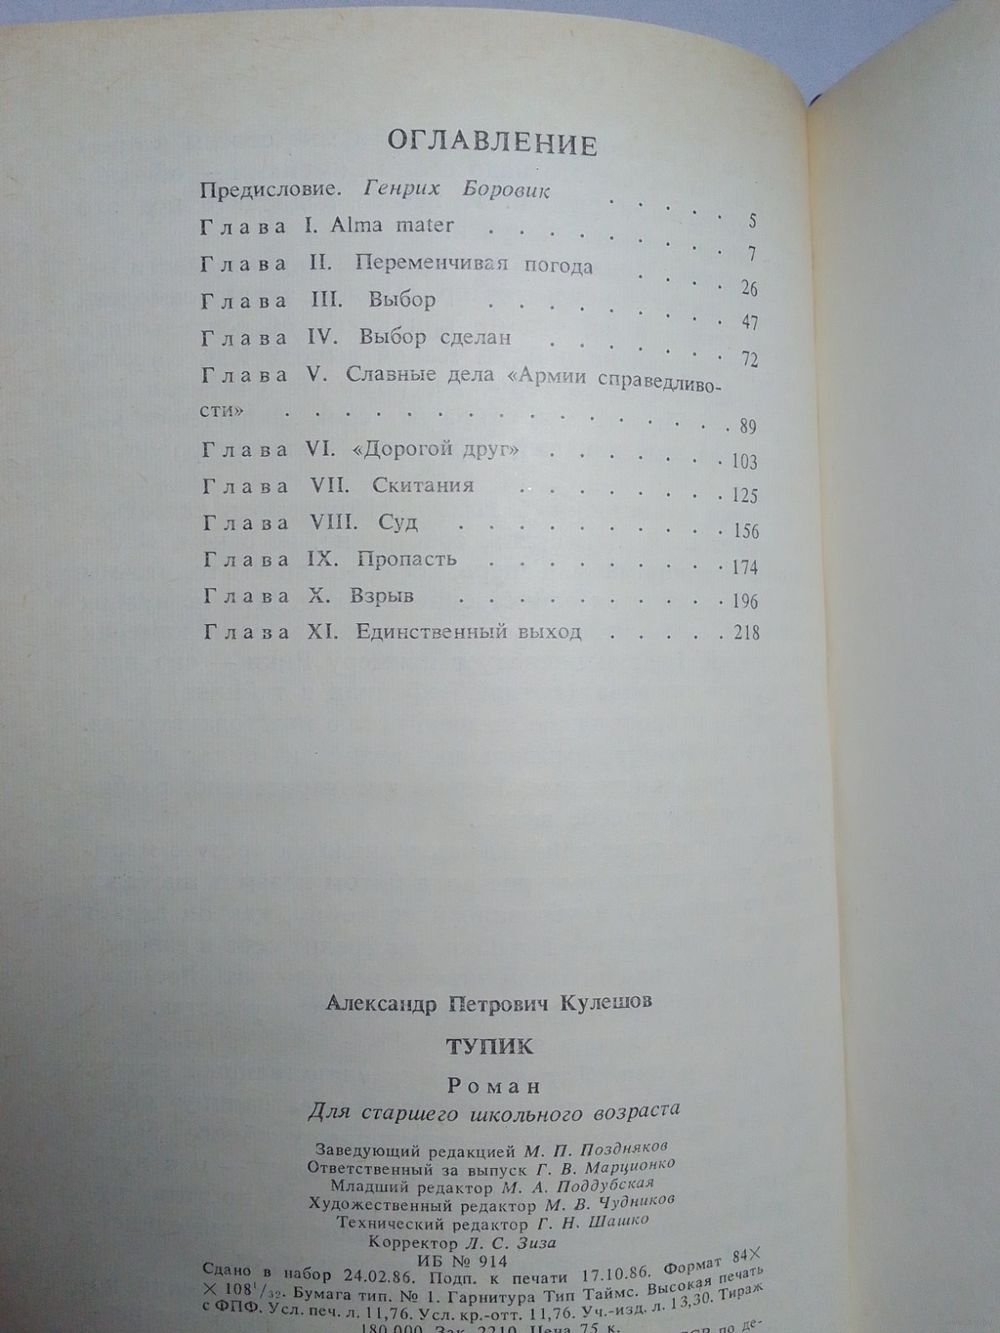 ОГЛАВЛЕНИЕ
Предисловие. Генрих Боровик . . . . . 5
Глава I. Alma mater . . . . . . . . . 7
Глава II. Переменчивая погода . . . . 26
Глава III. Выбор . . . . . . . . . 47
Глава IV. Выбор сделан . . . . . . . 72
Глава V. Славные дела «Армии справедливо-
сти» . . . . . . . . . . . . . . . . 89
Глава VI. «Дорогой друг» . . . . . . . 103
Глава VII. Скитания . . . . . . . . 125
Глава VIII. Суд . . . . . . . . . . 156
Глава IX. Пропасть . . . . . . . . . 174
Глава X. Взрыв . . . . . . . . . . 196
Глава XI. Единственный выход . . . . . 218
Александр Петрович Кулешов
ТУПИК
Роман
Для старшего школьного возраста
Заведующий редакцией М. П. Поздняков
Ответственный за выпуск Г. В. Марционко
Младший редактор М. А. Поддубская
Художественный редактор М. В. Чудников
Технический редактор Г. Н. Шашко
Корректор Л. С. Зиза
ИБ № 914
Сдано в набор 24.02.86. Подп. к печати 17.10.86. Формат 84×
× 108¹/₃₂. Бумага тип. № 1. Гарнитура Тип Таймс. Высокая печать
с ФПФ. Усл. печ. л. 11,76. Усл. кр.-отт. 11,76. Уч.-изд. л. 13,30. Тираж
180 000. Зак. 2210. Цена 75 к.
по де-